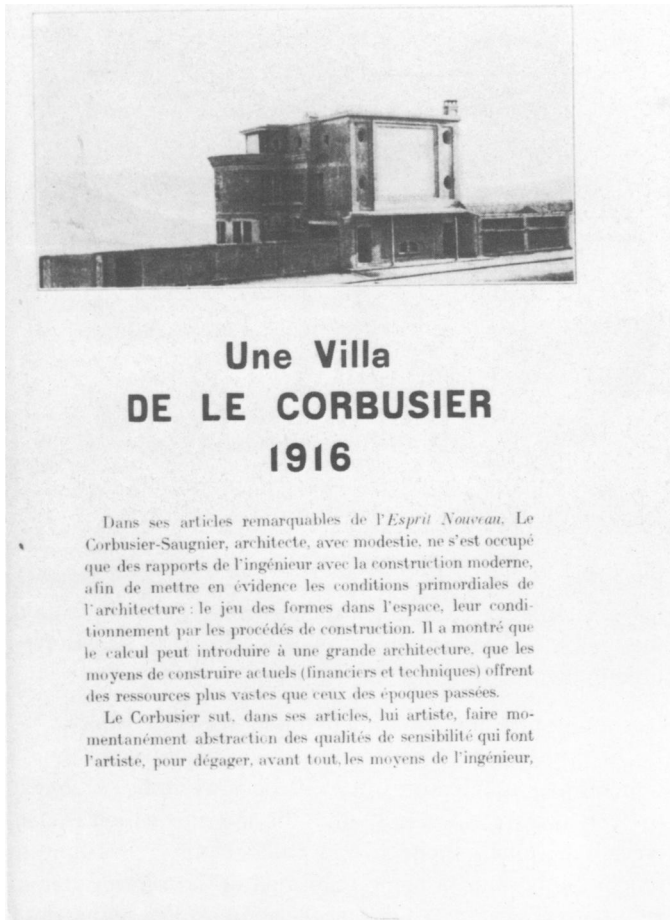 Une Villa
DE LE CORBUSIER
1916
Dans ses articles remarquables de l'Esprit Nouveau, Le
Corbusier-Saugnier, architecte, avec modestie, ne s'est occupé
que des rapports de l'ingénieur avec la construction moderne,
afin de mettre en évidence les conditions primordiales de
l'architecture : le jeu des formes dans l'espace, leur condi-
tionnement par les procédés de construction. Il a montré que
le calcul peut introduire à une grande architecture, que les
moyens de construire actuels (financiers et techniques) offrent
des ressources plus vastes que ceux des époques passées.
Le Corbusier sut, dans ses articles, lui artiste, faire mo-
mentanément abstraction des qualités de sensibilité qui font
l'artiste, pour dégager, avant tout, les moyens de l'ingénieur,